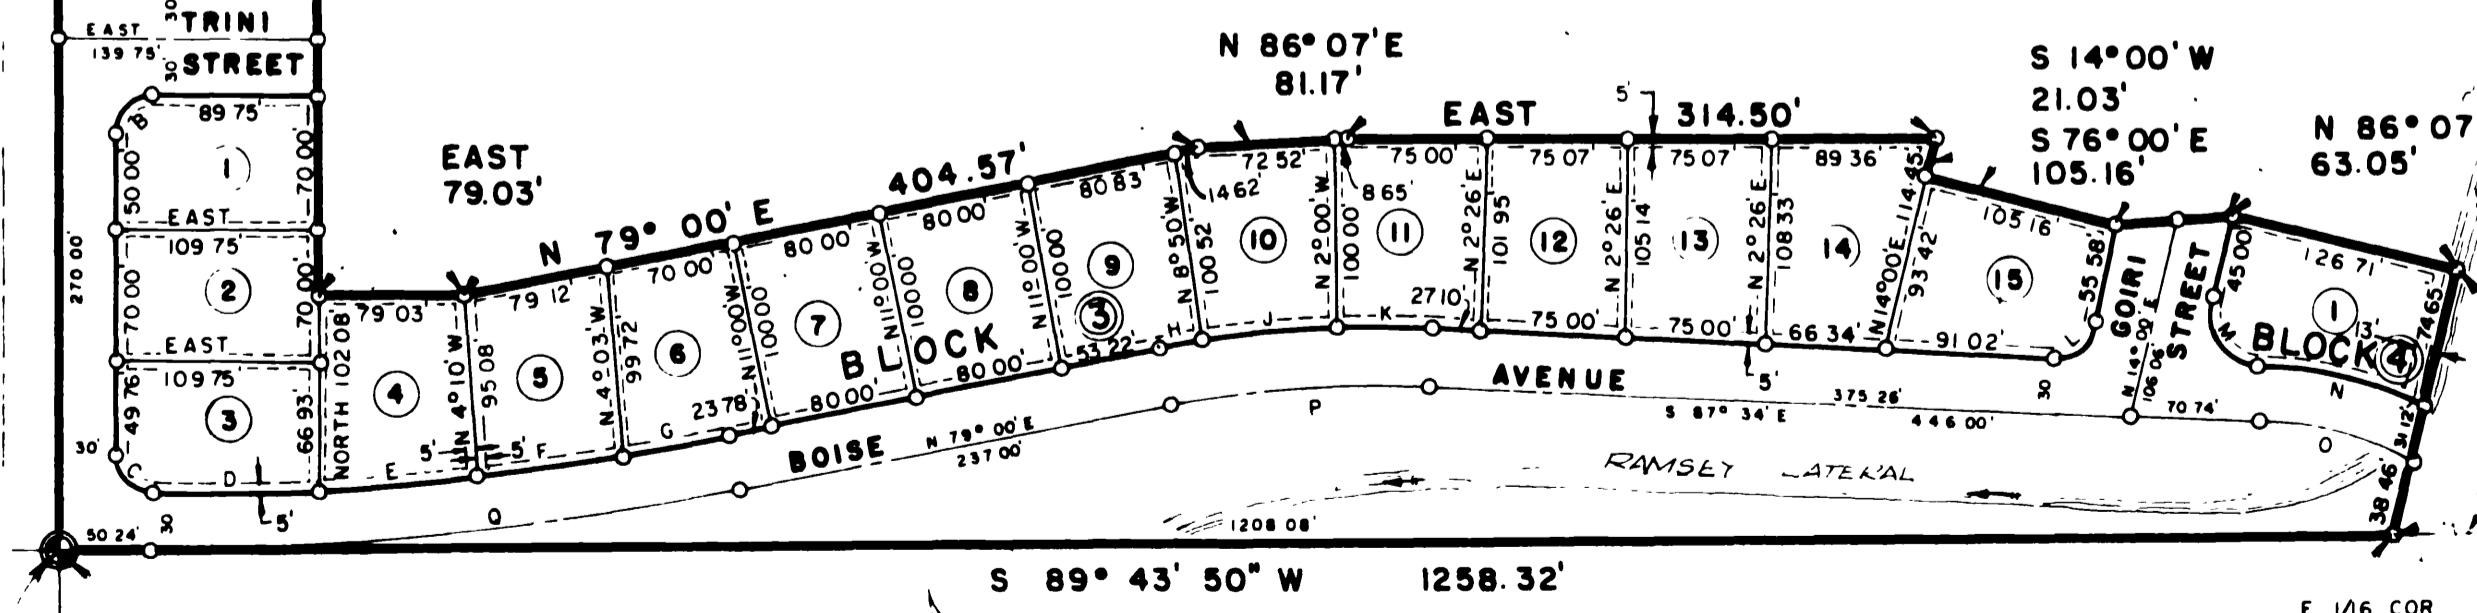 30'
TRINI
EAST
139 75'
STREET
30'
N 86° 07' E
81.17'
S 14° 00' W
21.03'
S 76° 00' E
105.16'
N 86° 07
63.05'
EAST 314.50'
5'
EAST
79.03'
N 79° 00' E 404.57'
89 75'
B
1
50 00'
70.00'
EAST
109 75'
2
70 00'
70.00'
EAST
109 75'
3
49 76'
66 93'
30'
C
D
5'
30
270 00'
50 24'
79 03'
NORTH 102 08'
4
E
N 4° 10' W
95 08'
5'
5'
79 12'
5
F
N 4° 03' W
99 72'
70 00'
6
G
23 78'
N 11° 00' W
100 00'
80 00'
7
80 00'
N 11° 00' W
100 00'
80 00'
8
80 00'
N 11° 00' W
100 00'
80 83'
9
53 22'
H
N 8° 50' W
100 52'
14 62'
72 52'
10
J
N 2° 00' W
100 00'
8 65'
75 00'
11
K
27 10'
N 2° 26' E
101 95'
75 07'
12
75 00'
N 2° 26' E
105 14'
75 07'
13
75 00'
N 2° 26' E
108 33'
89 36'
14
66 34'
5'
N 14° 00' E 114.45'
93 42'
105 16'
15
91 02'
L
55 58'
BLOCK 3
GOIRI
STREET
N 14° 00' E
106 06'
45 00'
126 71'
1
13'
74 65'
BLOCK 4
N
31 12'
38 46'
BOISE AVENUE
N 79° 00' E
237 00'
P
Q
S 87° 34' E
375 26'
446 00'
70 74'
30
O
RAMSEY LATERAL
1208 08'
S 89° 43' 50" W 1258.32'
E 1/16 COR